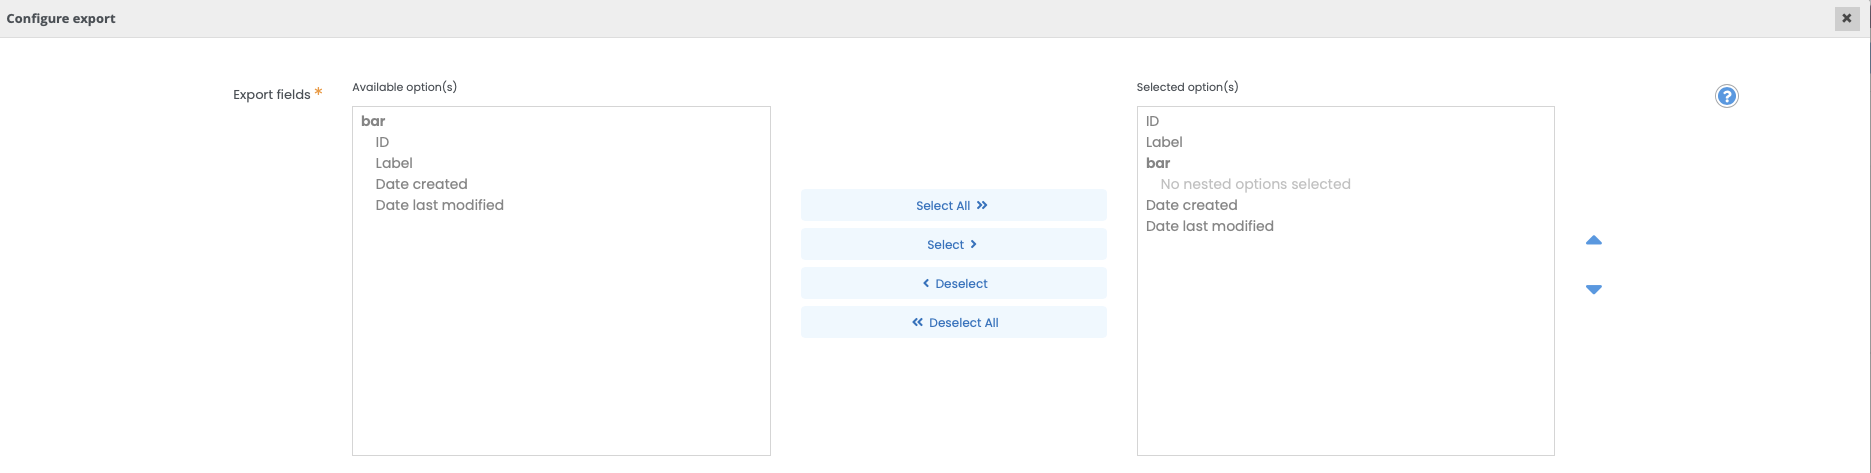 Configure export
Export fields *
Available option(s)
bar
ID
Label
Date created
Date last modified
Select All
Select
Deselect
Deselect All
Selected option(s)
ID
Label
bar
No nested options selected
Date created
Date last modified
?